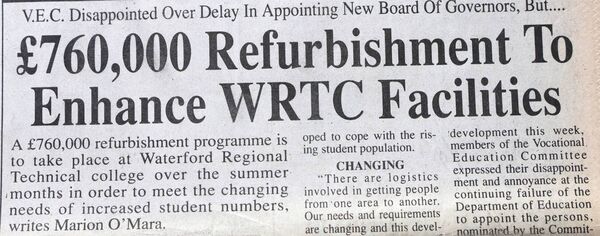 V.E.C. Disappointed Over Delay In Appointing New Board Of Governors, But....
£760,000 Refurbishment To
Enhance WRTC Facilities
A £760,000 refurbishment programme is
to take place at Waterford Regional
Technical college over the summer
months in order to meet the changing
needs of increased student numbers,
writes Marion O'Mara.
oped to cope with the ris-
ing student population.
CHANGING
"There are logistics
involved in getting people
from one area to another.
Our needs and requirements
are changing and this devel-
development this week,
members of the Vocational
Education Committee
expressed their disappoint-
ment and annoyance at the
continuing failure of the
Department of Education
to appoint the persons,
nominated by the Commit-